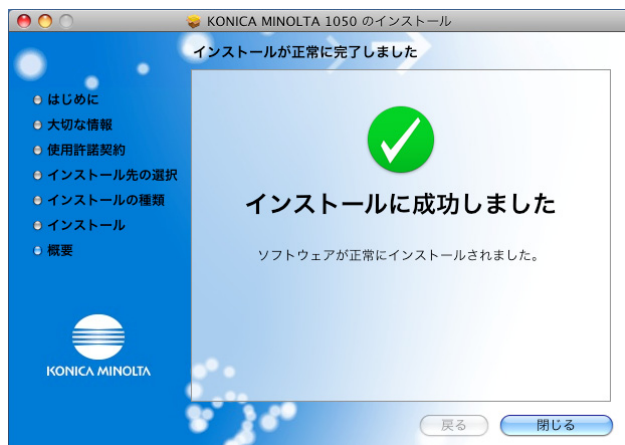 KONICA MINOLTA 1050 のインストール
インストールが正常に完了しました
はじめに
大切な情報
使用許諾契約
インストール先の選択
インストールの種類
インストール
概要
インストールに成功しました
ソフトウェアが正常にインストールされました。
KONICA MINOLTA
戻る
閉じる